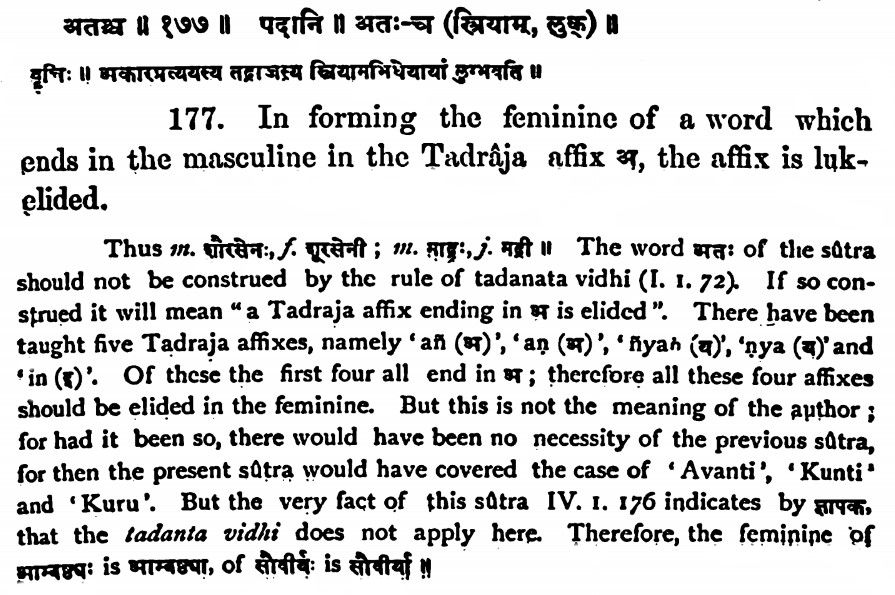 अतश्च ॥ १७७ ॥ पदानि ॥ अतः-च (स्त्रियाम्, लुक्) ॥
वृत्तिः ॥ अकारप्रत्ययस्य तद्राजस्य स्त्रियामभिधेयायां लुग्भवति ॥
177. In forming the feminine of a word which
ends in the masculine in the Tadrâja affix अ, the affix is luk-
elided.
Thus m. शौरसेनः, f. शूरसेनी ; m. माद्रः, j. मद्री ॥ The word अतः of the sûtra
should not be construed by the rule of tadanata vidhi (I. 1. 72). If so con-
strued it will mean “a Tadraja affix ending in अ is elided”. There have been
taught five Tadraja affixes, namely ‘añ (अ)’, ‘aṇ (अ)’, ‘ñyaṅ (य)’, ‘ṇya (य)’ and
‘in (इ)’. Of these the first four all end in अ ; therefore all these four affixes
should be elided in the feminine. But this is not the meaning of the author ;
for had it been so, there would have been no necessity of the previous sûtra,
for then the present sûtra would have covered the case of ‘Avanti’, ‘Kunti’
and ‘Kuru’. But the very fact of this sûtra IV. 1. 176 indicates by ज्ञापक,
that the tadanta vidhi does not apply here. Therefore, the feminine of
आम्बष्ठ्यः is आम्बष्ठ्या, of सौवीर्यः is सौवीर्या ॥